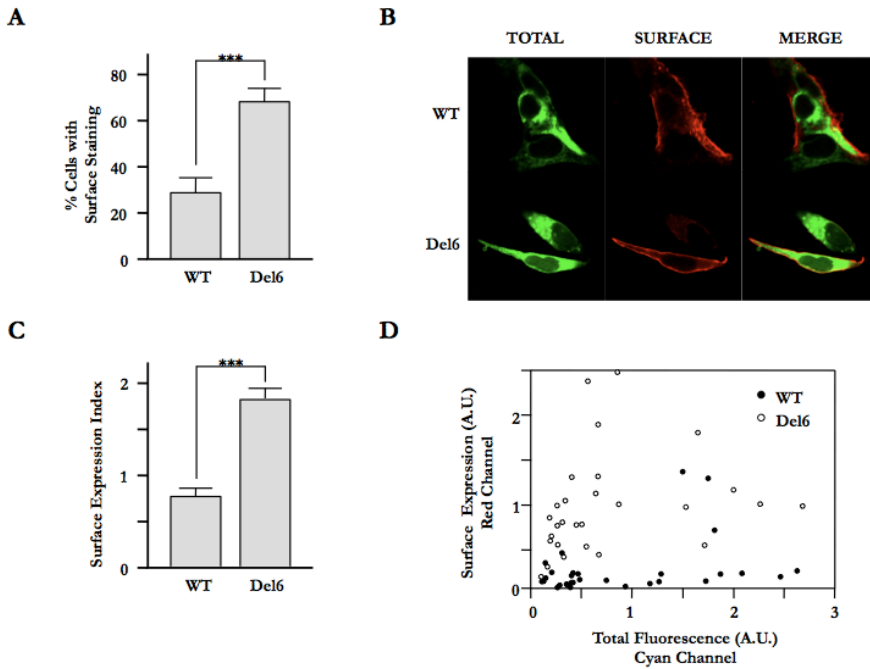 A
% Cells with
Surface Staining
80
60
40
20
0
***
WT
Del6
B
TOTAL
SURFACE
MERGE
WT
Del6
C
Surface Expression Index
2
1
0
***
WT
Del6
D
Surface Expression (A.U.)
Red Channel
2
1
0
WT
Del6
0
1
2
3
Total Fluorescence (A.U.)
Cyan Channel